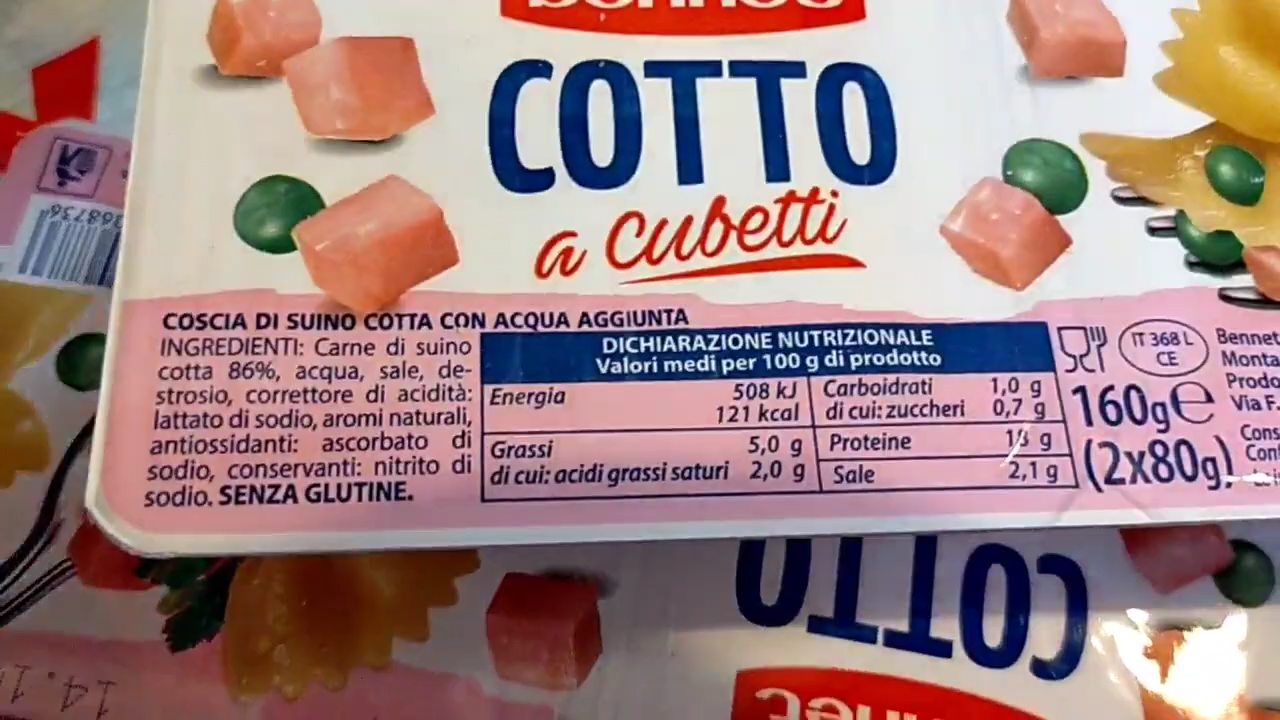 COTTO
a cubetti
COSCIA DI SUINO COTTA CON ACQUA AGGIUNTA
INGREDIENTI: Carne di suino
cotta 86%, acqua, sale, de-
strosio, correttore di acidità:
lattato di sodio, aromi naturali,
antiossidanti: ascorbato di
sodio, conservanti: nitrito di
sodio. SENZA GLUTINE.
DICHIARAZIONE NUTRIZIONALE
Valori medi per 100 g di prodotto
Energia 508 kJ
121 kcal
Grassi 5,0 g
di cui: acidi grassi saturi 2,0 g
Carboidrati 1,0 g
di cui: zuccheri 0,7 g
Proteine g
Sale 2,1 g
IT 368 L
CE
160g e
(2x80g)
Bennet
Monta
Prodo
Via F.
Cons
COTTO